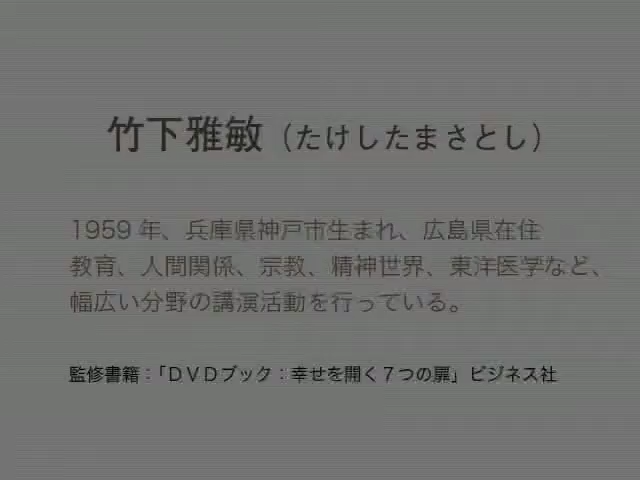 竹下雅敏（たけしたまさとし）
1959 年、兵庫県神戸市生まれ、広島県在住
教育、人間関係、宗教、精神世界、東洋医学など、
幅広い分野の講演活動を行っている。
監修書籍：「ＤＶＤブック：幸せを開く７つの扉」ビジネス社